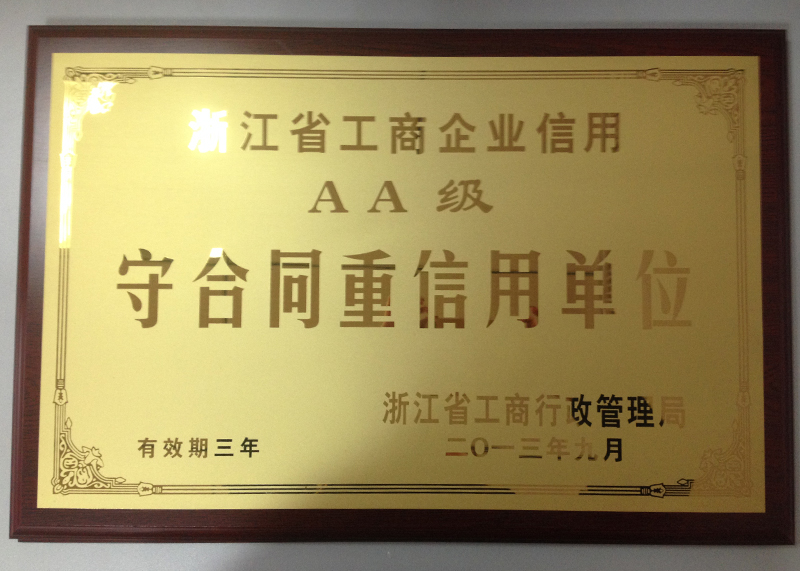 浙江省工商企业信用
AA级
守合同重信用单位
浙江省工商行政管理局
有效期三年
二〇一三年九月